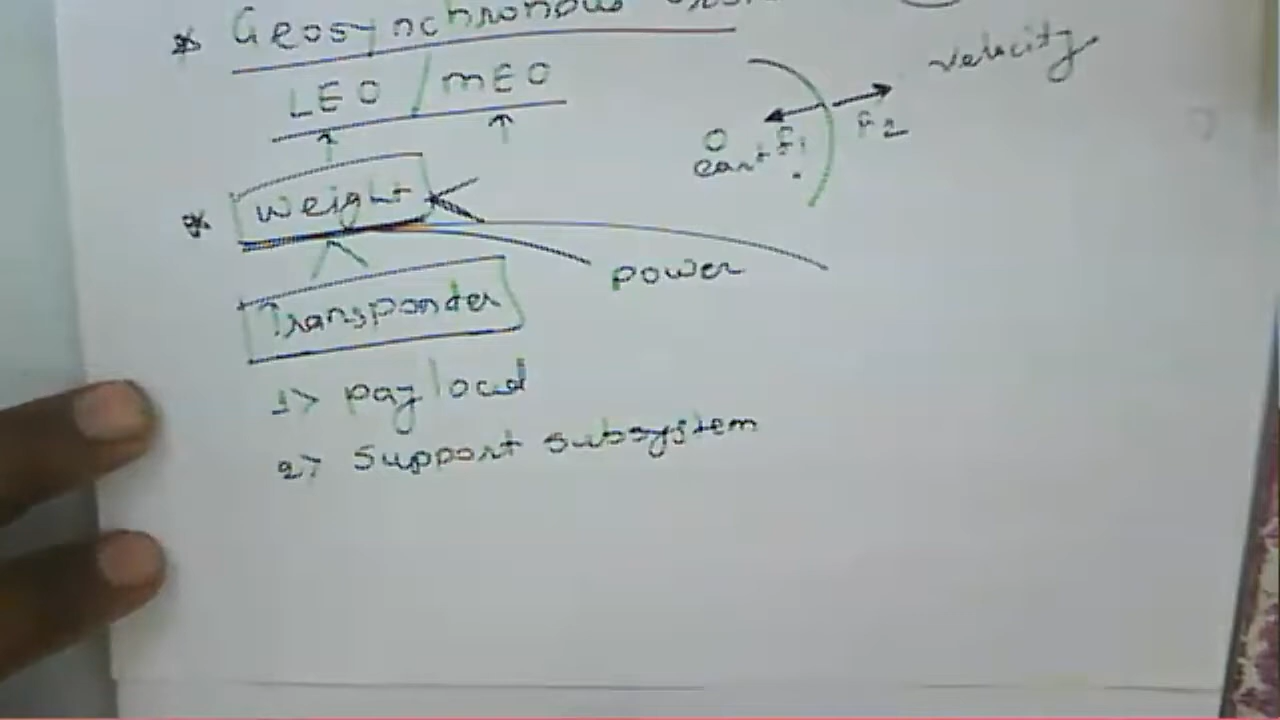 * Geosynchronous
LEO / MEO
velocity
F1
F2
earth
* Weight
power
Transponder
1> Payload
2> Support subsystem